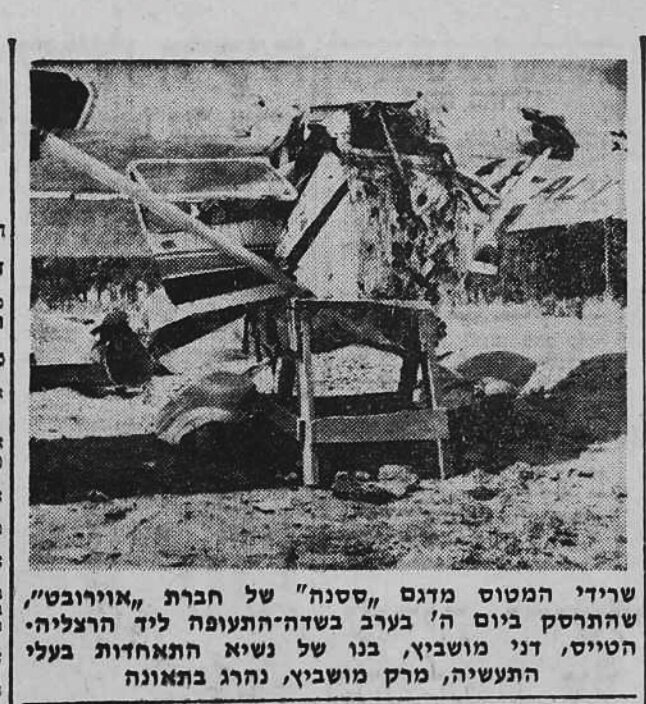 שרידי המטוס מדגם „ססנה" של חברת „אוירובט",
שהתרסק ביום ה' בערב בשדה־התעופה ליד הרצליה.
הטייס, דני מושביץ, בנו של נשיא התאחדות בעלי
התעשיה, מרק מושביץ, נהרג בתאונה